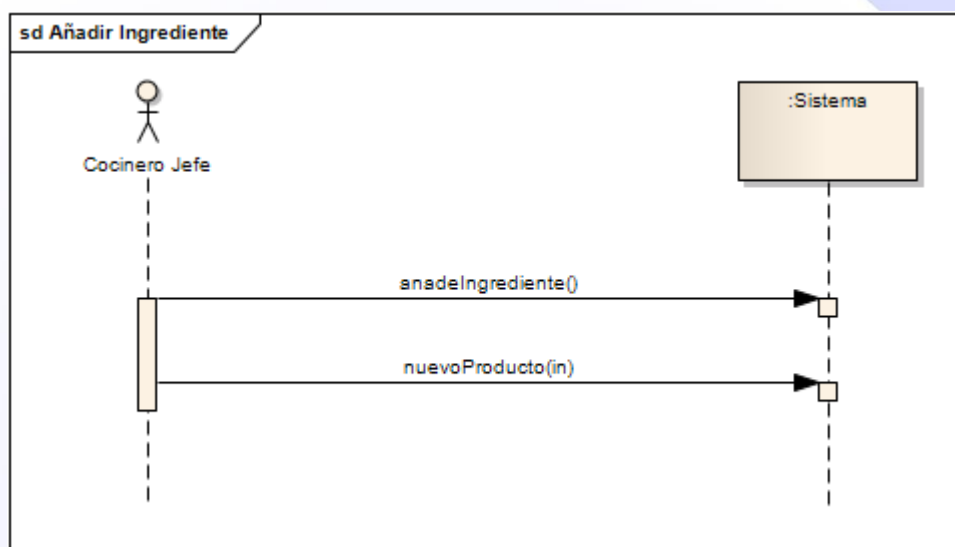 sd Añadir Ingrediente
Cocinero Jefe
:Sistema
anadeIngrediente()
nuevoProducto(in)